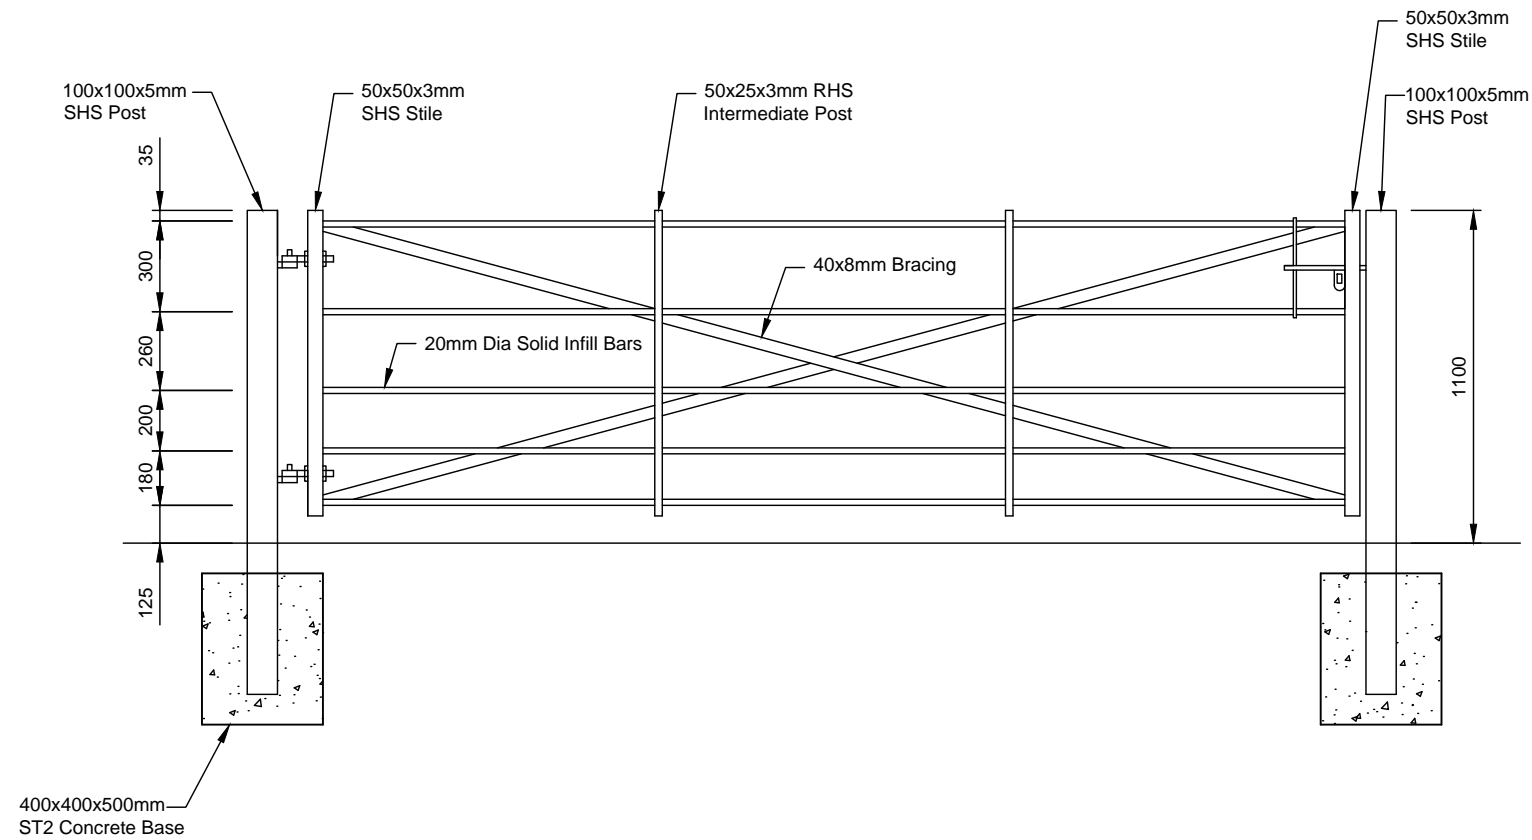 50x50x3mm
SHS Stile
100x100x5mm
SHS Post
50x50x3mm
SHS Stile
50x25x3mm RHS
Intermediate Post
100x100x5mm
SHS Post
35
300
40x8mm Bracing
260
20mm Dia Solid Infill Bars
1100
200
180
125
400x400x500mm
ST2 Concrete Base